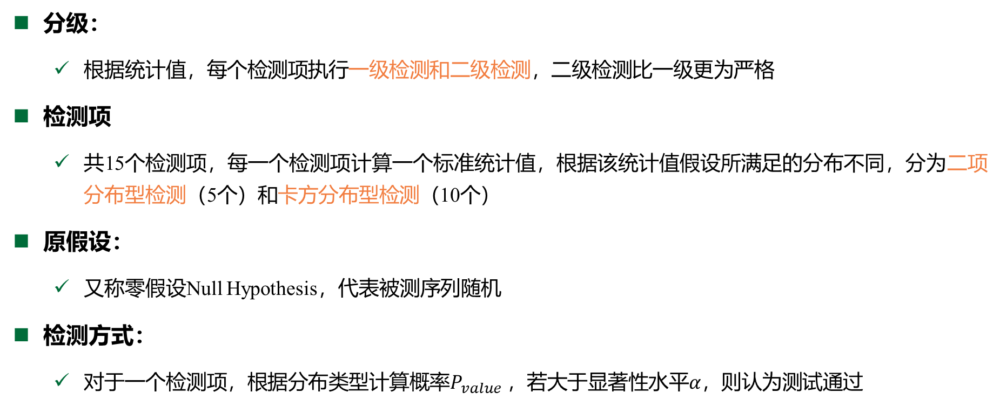 分级：
根据统计值，每个检测项执行一级检测和二级检测，二级检测比一级更为严格
检测项
共15个检测项，每一个检测项计算一个标准统计值，根据该统计值假设所满足的分布不同，分为二项
分布型检测（5个）和卡方分布型检测（10个）
原假设：
又称零假设Null Hypothesis，代表被测序列随机
检测方式：
对于一个检测项，根据分布类型计算概率P_value，若大于显著性水平α，则认为测试通过